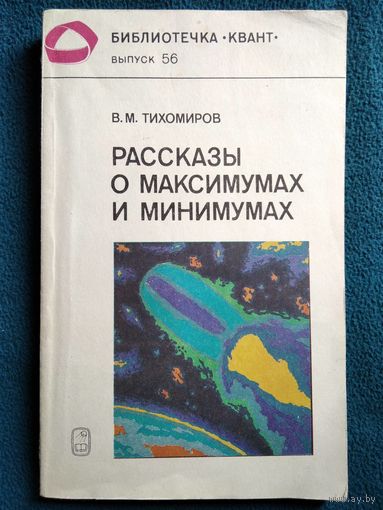 БИБЛИОТЕЧКА «КВАНТ»
ВЫПУСК 56
В. М. ТИХОМИРОВ
РАССКАЗЫ
О МАКСИМУМАХ
И МИНИМУМАХ